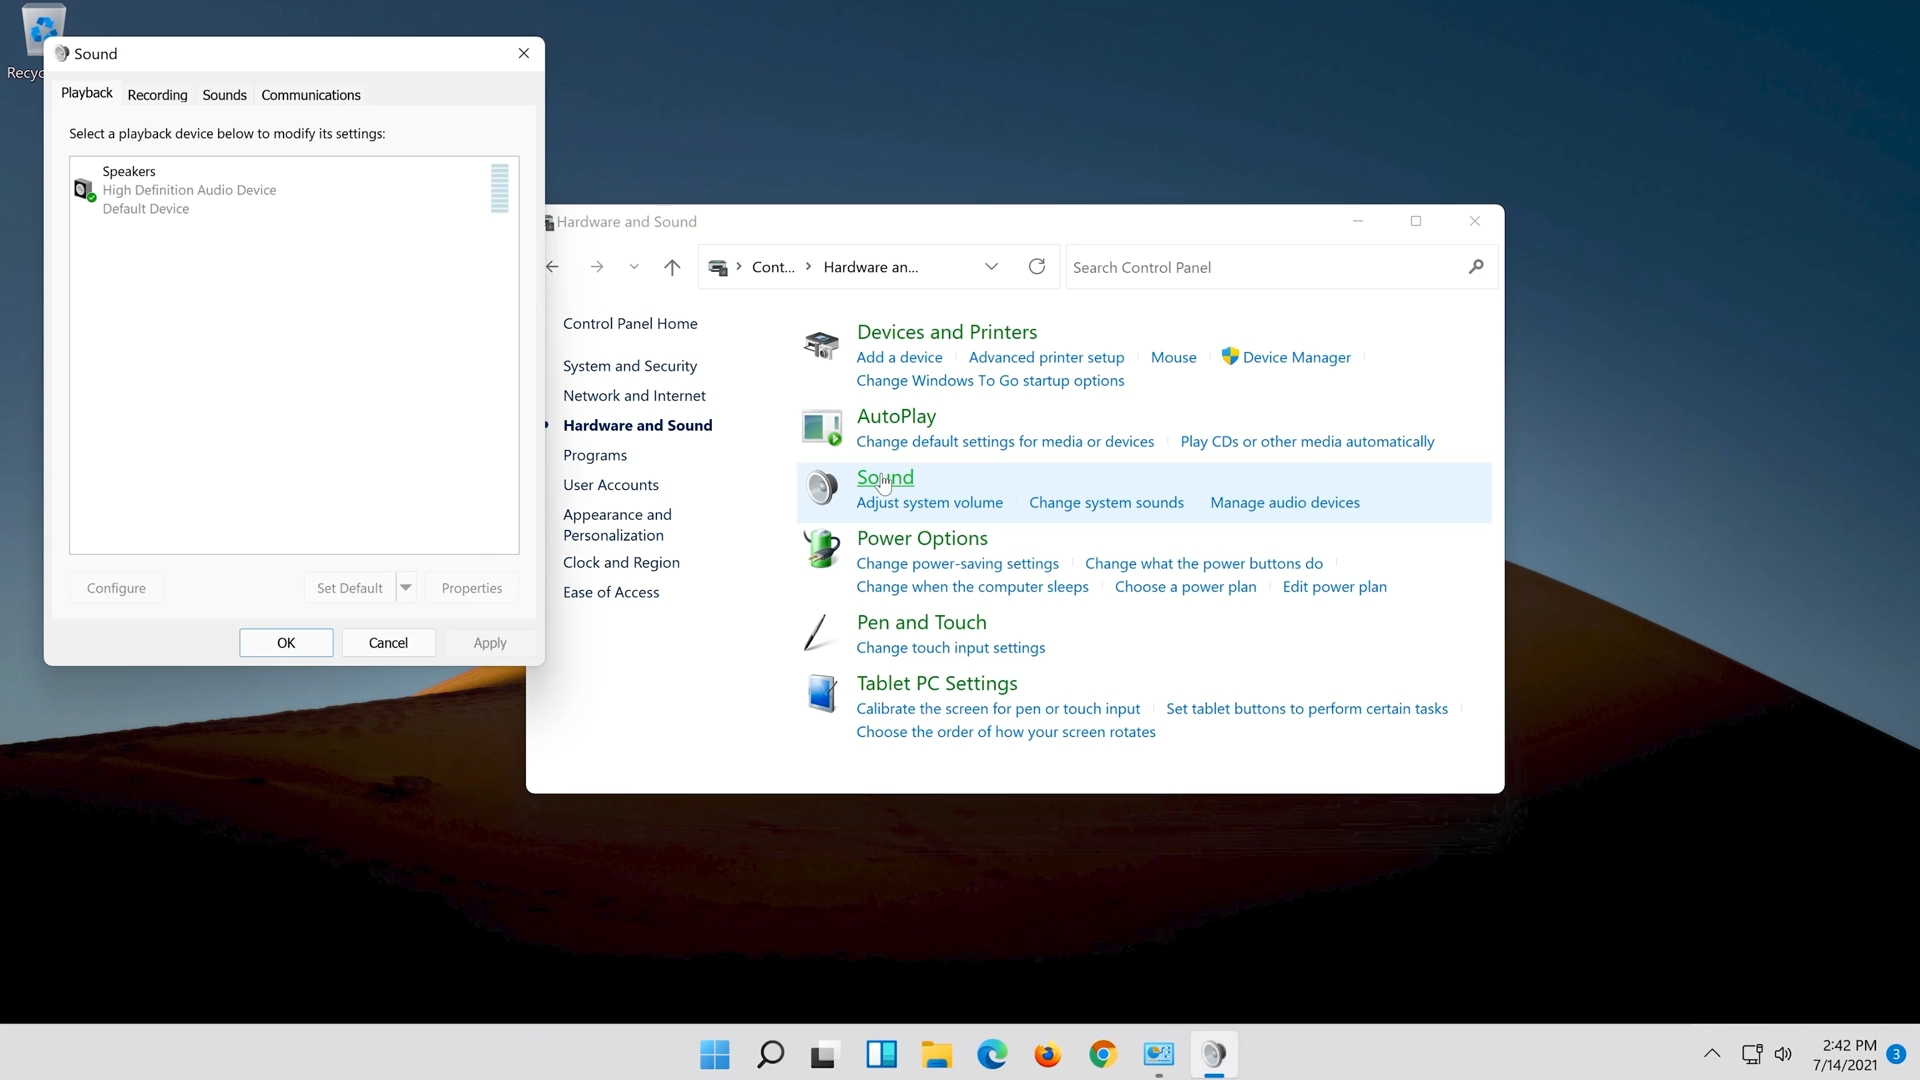 Recyc
Sound
Playback
Recording
Sounds
Communications
Select a playback device below to modify its settings:
Speakers
High Definition Audio Device
Default Device
Configure
Set Default
Properties
OK
Cancel
Apply
Hardware and Sound
Cont...
Hardware an...
Search Control Panel
Control Panel Home
System and Security
Network and Internet
Hardware and Sound
Programs
User Accounts
Appearance and
Personalization
Clock and Region
Ease of Access
Devices and Printers
Add a device
Advanced printer setup
Mouse
Device Manager
Change Windows To Go startup options
AutoPlay
Change default settings for media or devices
Play CDs or other media automatically
Sound
Adjust system volume
Change system sounds
Manage audio devices
Power Options
Change power-saving settings
Change what the power buttons do
Change when the computer sleeps
Choose a power plan
Edit power plan
Pen and Touch
Change touch input settings
Tablet PC Settings
Calibrate the screen for pen or touch input
Set tablet buttons to perform certain tasks
Choose the order of how your screen rotates
2:42 PM
7/14/2021
3